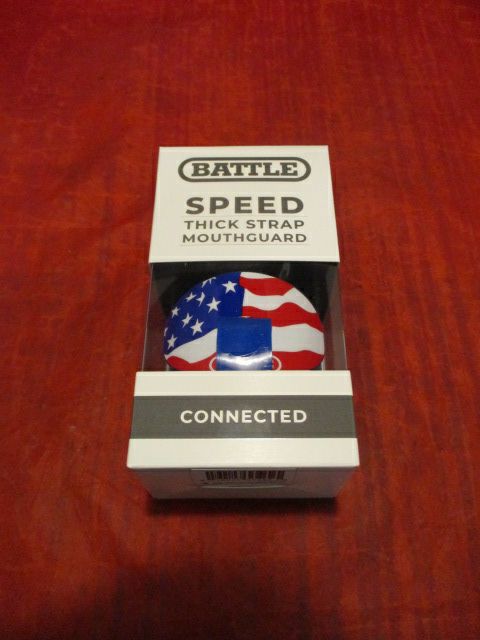 BATTLE
SPEED
THICK STRAP
MOUTHGUARD
CONNECTED